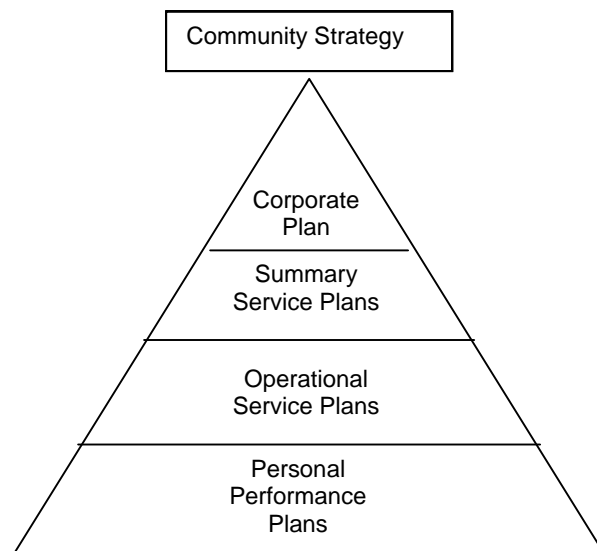 Community Strategy
Corporate
Plan
Summary
Service Plans
Operational
Service Plans
Personal
Performance
Plans